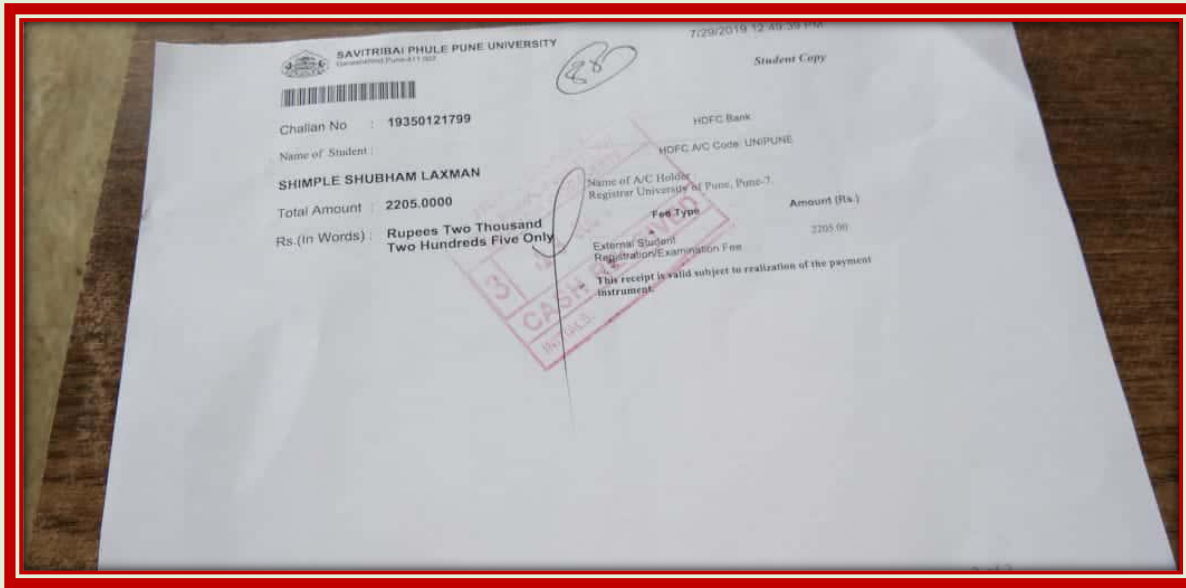 SAVITRIBAI PHULE PUNE UNIVERSITY
7/29/2019 12:49:39 PM
Student Copy
Challan No : 19350121799
HDFC Bank
Name of Student :
HDFC A/C Code: UNIPUNE
SHIMPLE SHUBHAM LAXMAN
Name of A/C Holder
Registrar University of Pune, Pune-7
Total Amount : 2205.0000
Fee Type Amount (Rs.)
Rs.(In Words) : Rupees Two Thousand
Two Hundreds Five Only
External Student
Registration/Examination Fee
2205.00
This receipt is valid subject to realization of the payment
instrument.
3
CASH RECEIVED
INITIALS.